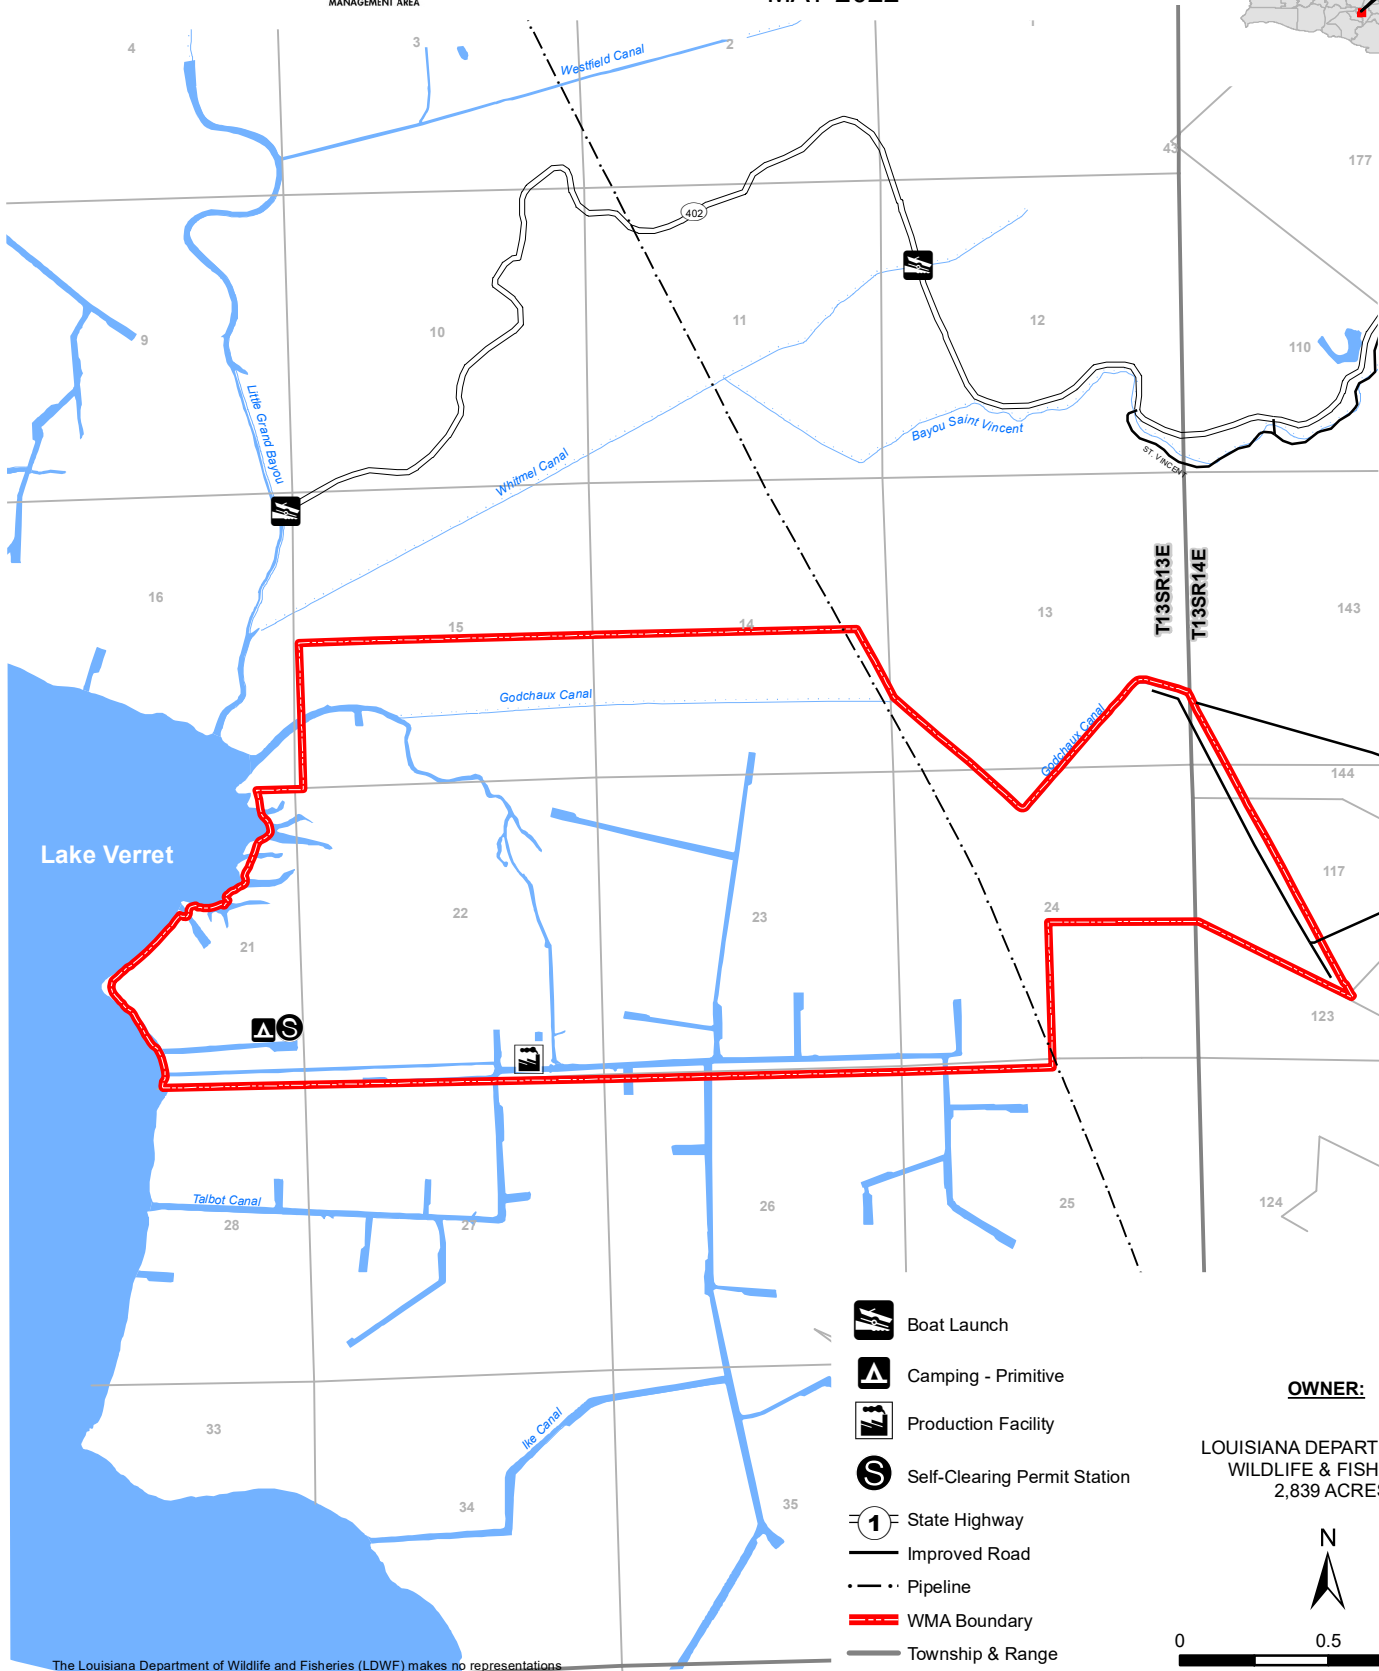 MANAGEMENT AREA
MAY 2022
4
3
2
Westfield Canal
43
177
402
9
10
11
12
110
Little Grand Bayou
Whitmel Canal
Bayou Saint Vincent
ST. VINCENT
T13SR13E
T13SR14E
16
15
14
13
143
Godchaux Canal
Godchaux Canal
144
Lake Verret
117
22
23
24
21
123
Talbot Canal
28
27
26
25
124
Boat Launch
Camping - Primitive
OWNER:
Production Facility
33
Ike Canal
LOUISIANA DEPART
WILDLIFE & FISH
2,839 ACRES
S
Self-Clearing Permit Station
34
35
1
State Highway
N
Improved Road
Pipeline
WMA Boundary
0
0.5
Township & Range
The Louisiana Department of Wildlife and Fisheries (LDWF) makes no representations